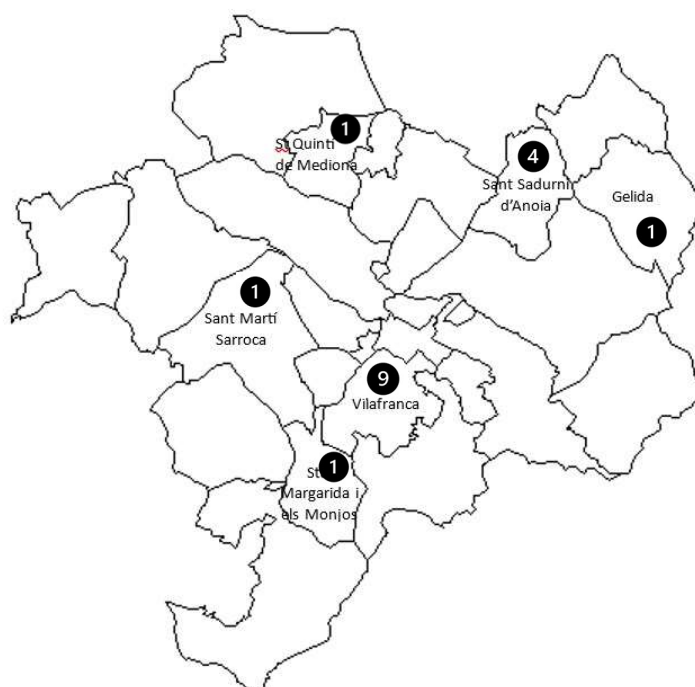 1
St Quintí
de Mediona
4
Sant Sadurní
d'Anoia
Gelida
1
1
Sant Martí
Sarroca
9
Vilafranca
1
Margarida i
els Monjos